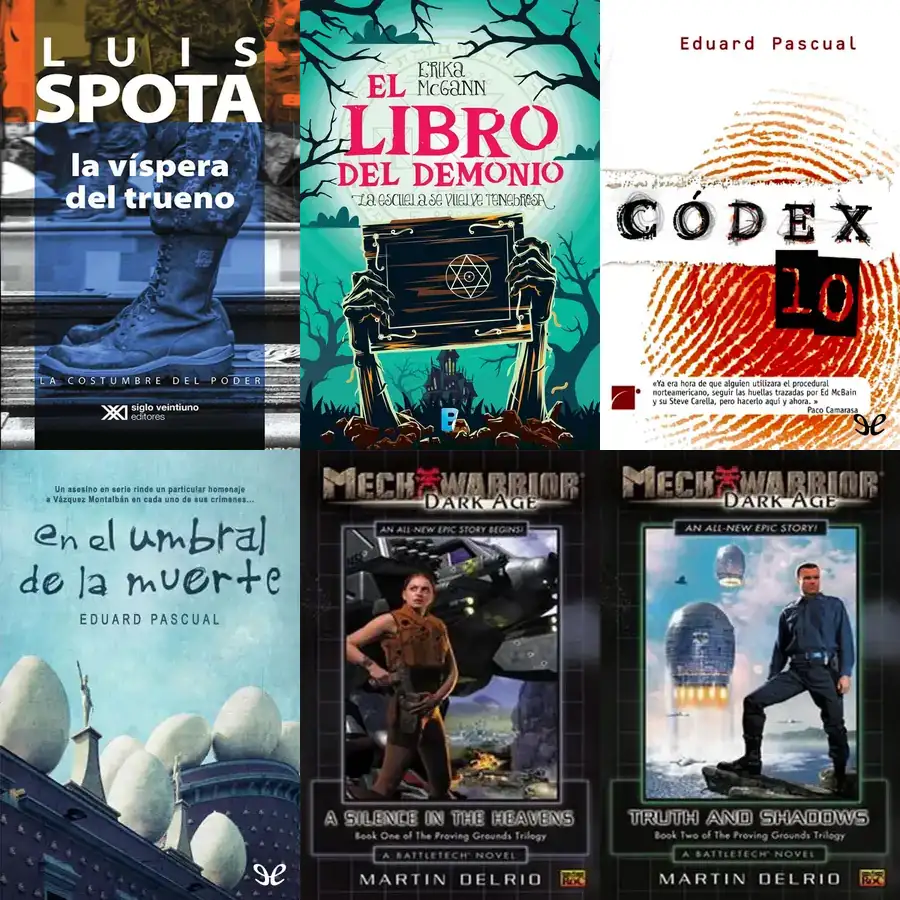 LUIS
SPOTA
la víspera
del trueno
LA COSTUMBRE DEL PODER
siglo veintiuno
editores
ERIKA
McGANN
EL
LIBRO
DEL DEMONIO
LA ESCUELA SE VUELVE TENEBROSA
B
Eduard Pascual
CÓDEX
10
«Ya era hora de que alguien utilizara el procedural
norteamericano, seguir las huellas trazadas por Ed McBain
y su Steve Carella, pero hacerlo aquí y ahora. »
Paco Camarasa
Un asesino en serie rinde un particular homenaje
a Vázquez Montalbán en cada uno de sus crímenes...
en el umbral
de la muerte
EDUARD PASCUAL
MECHWARRIOR
DARK AGE
AN ALL-NEW EPIC STORY BEGINS!
A SILENCE IN THE HEAVENS
Book One of The Proving Grounds Trilogy
A BATTLETECH NOVEL
MARTIN DELRIO
ROC
MECHWARRIOR
DARK AGE
AN ALL-NEW EPIC STORY!
TRUTH AND SHADOWS
Book Two of The Proving Grounds Trilogy
A BATTLETECH NOVEL
MARTIN DELRIO
ROC